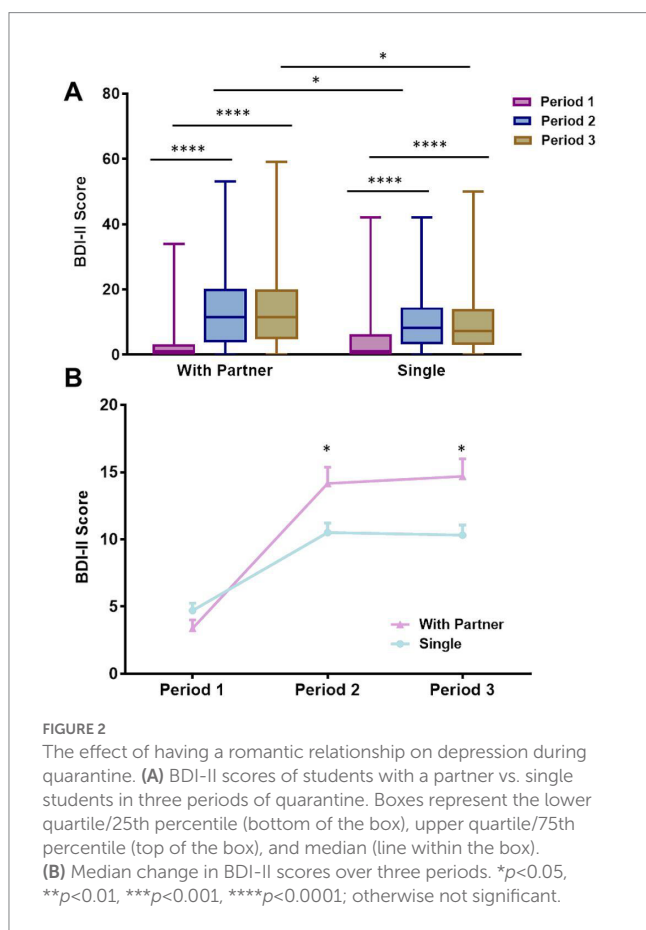 A
*
*
****
****
****
****
Period 1
Period 2
Period 3
BDI-II Score
80
60
40
20
0
With Partner
Single
B
BDI-II Score
20
15
10
5
0
*
*
With Partner
Single
Period 1
Period 2
Period 3
FIGURE 2
The effect of having a romantic relationship on depression during
quarantine. (A) BDI-II scores of students with a partner vs. single
students in three periods of quarantine. Boxes represent the lower
quartile/25th percentile (bottom of the box), upper quartile/75th
percentile (top of the box), and median (line within the box).
(B) Median change in BDI-II scores over three periods. *p<0.05,
**p<0.01, ***p<0.001, ****p<0.0001; otherwise not significant.